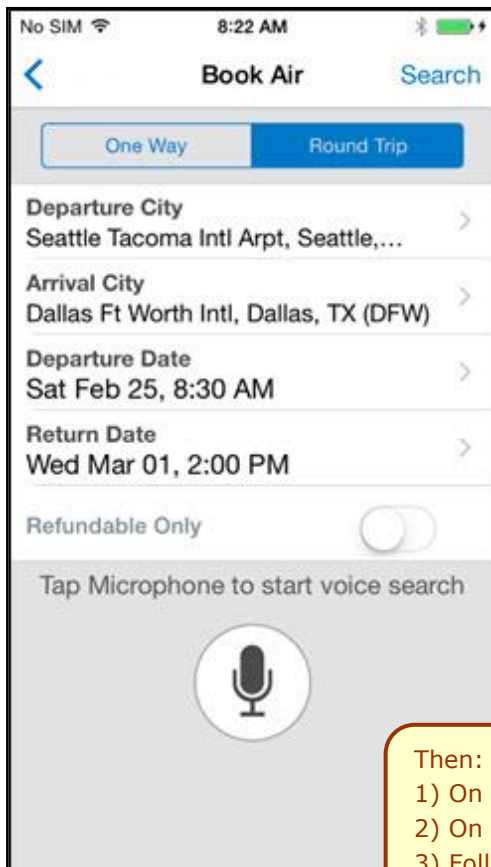 No SIM 8:22 AM
Book Air Search
One Way Round Trip
Departure City
Seattle Tacoma Intl Arpt, Seattle,...
Arrival City
Dallas Ft Worth Intl, Dallas, TX (DFW)
Departure Date
Sat Feb 25, 8:30 AM
Return Date
Wed Mar 01, 2:00 PM
Refundable Only
Tap Microphone to start voice search
Then:
1) On
2) On
3) Foll